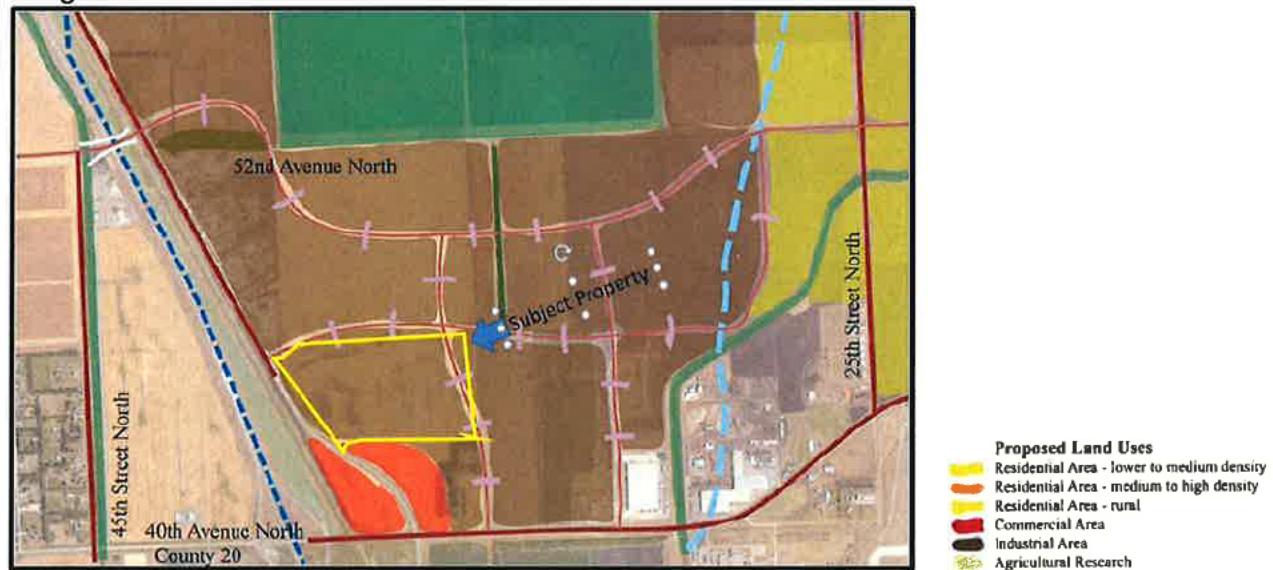 52nd Avenue North
Subject Property
25th Street North
45th Street North
40th Avenue North
County 20
Proposed Land Uses
Residential Area - lower to medium density
Residential Area - medium to high density
Residential Area - rural
Commercial Area
Industrial Area
Agricultural Research